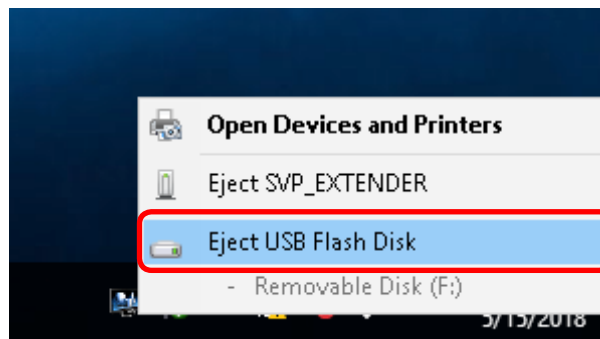 Open Devices and Printers
Eject SVP_EXTENDER
Eject USB Flash Disk
- Removable Disk (F:)
5/15/2018